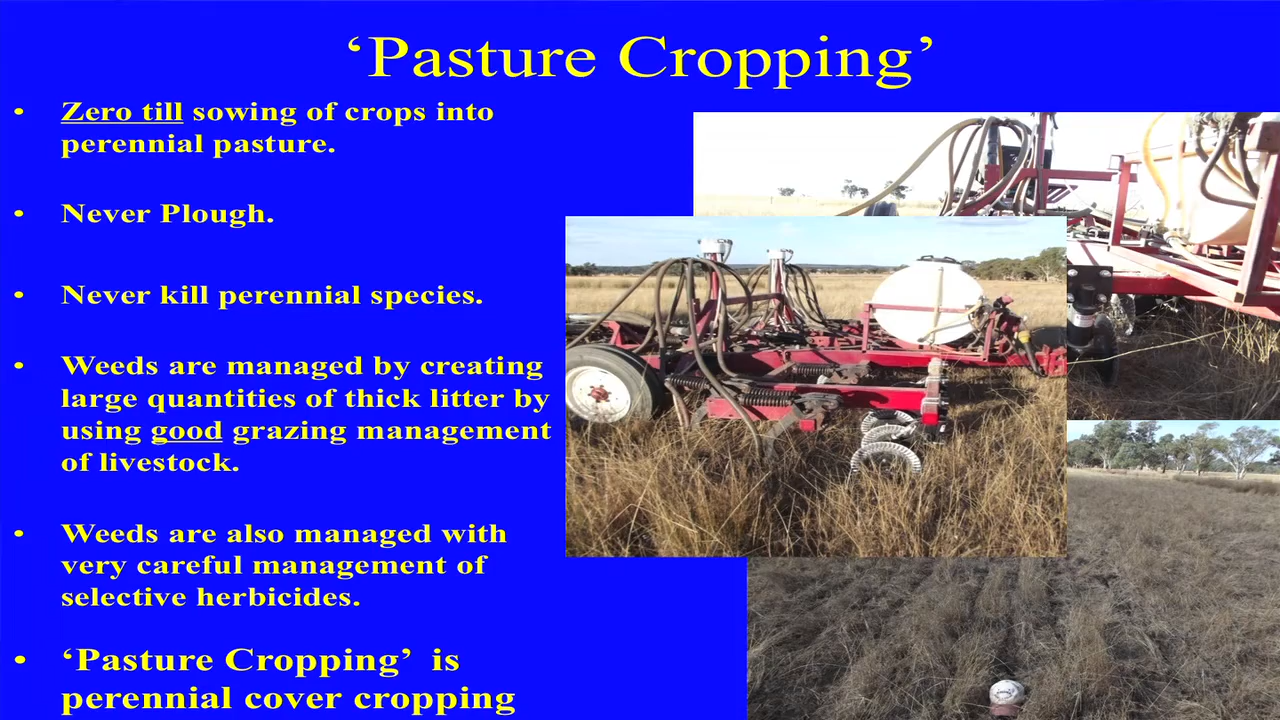 ‘Pasture Cropping’
• Zero till sowing of crops into
perennial pasture.
• Never Plough.
• Never kill perennial species.
• Weeds are managed by creating
large quantities of thick litter by
using good grazing management
of livestock.
• Weeds are also managed with
very careful management of
selective herbicides.
• ‘Pasture Cropping’ is
perennial cover cropping